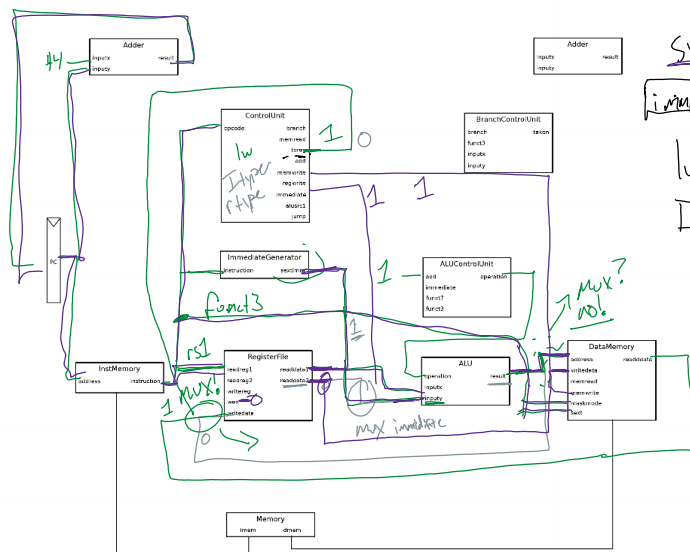 Adder
inputx
inputy
result
#4
Adder
inputx
inputy
result
imm
ControlUnit
opcode
branch
memread
toreg
add
memwrite
regwrite
immediate
alusrc1
jump
lw
Itype
rtype
1
0
1
1
BranchControlUnit
branch
funct3
inputx
inputy
taken
PC
ImmediateGenerator
instruction
sextimm
ALUControlUnit
aop
immediate
funct7
funct3
operation
1
mux?
no!
funct3
1
rs1
InstMemory
address
instruction
MUX!
1
0
RegisterFile
readreg1
readreg2
writereg
wen
writedata
readdata1
readdata2
0
mux immediate
ALU
operation
inputx
inputy
result
DataMemory
address
writedata
memread
memwrite
maskmode
sext
readdata
Memory
imem
dmem